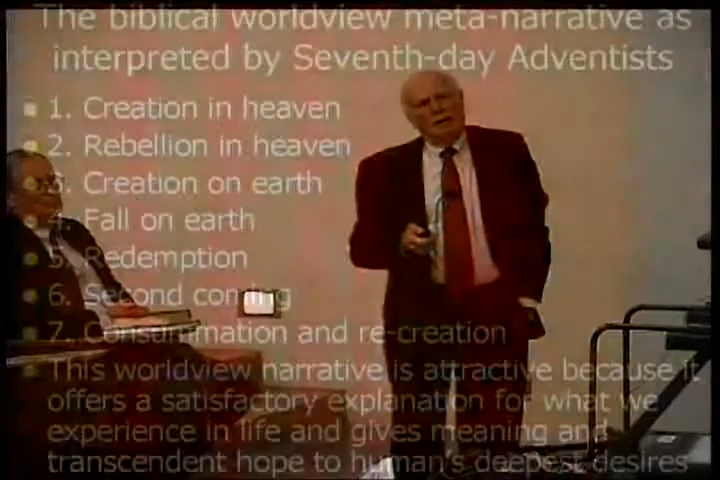 The biblical worldview meta-narrative as
interpreted by Seventh-day Adventists
1. Creation in heaven
2. Rebellion in heaven
3. Creation on earth
4. Fall on earth
5. Redemption
6. Second coming
7. Consummation and re-creation
This worldview narrative is attractive because it
offers a satisfactory explanation for what we
experience in life and gives meaning and
transcendent hope to human's deepest desires